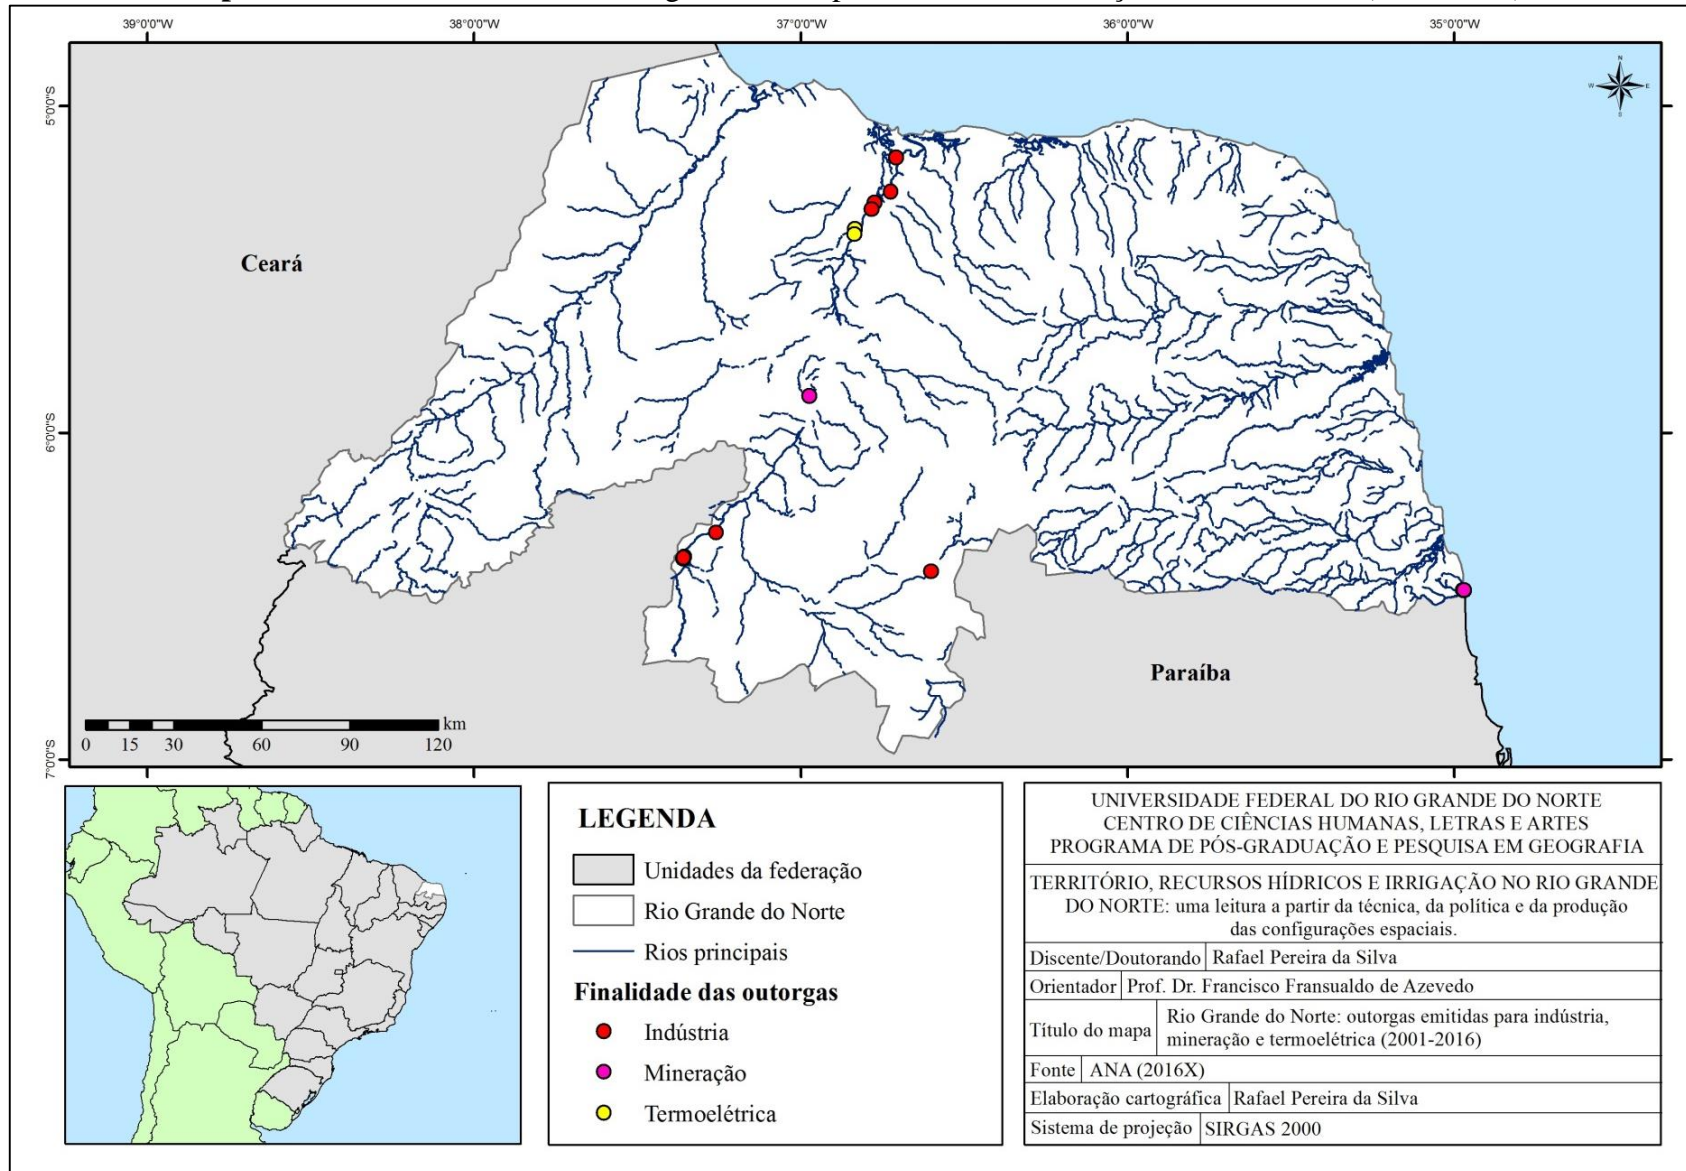 39°0'0"W 38°0'0"W 37°0'0"W 36°0'0"W 35°0'0"W
5°0'0"S
6°0'0"S
7°0'0"S
N
W E
S
Ceará
Paraíba
km
0 15 30 60 90 120
LEGENDA
Unidades da federação
Rio Grande do Norte
Rios principais
Finalidade das outorgas
Indústria
Mineração
Termoelétrica
UNIVERSIDADE FEDERAL DO RIO GRANDE DO NORTE
CENTRO DE CIÊNCIAS HUMANAS, LETRAS E ARTES
PROGRAMA DE PÓS-GRADUAÇÃO E PESQUISA EM GEOGRAFIA
TERRITÓRIO, RECURSOS HÍDRICOS E IRRIGAÇÃO NO RIO GRANDE
DO NORTE: uma leitura a partir da técnica, da política e da produção
das configurações espaciais.
Discente/Doutorando Rafael Pereira da Silva
Orientador Prof. Dr. Francisco Fransualdo de Azevedo
Título do mapa Rio Grande do Norte: outorgas emitidas para indústria,
mineração e termoelétrica (2001-2016)
Fonte ANA (2016X)
Elaboração cartográfica Rafael Pereira da Silva
Sistema de projeção SIRGAS 2000